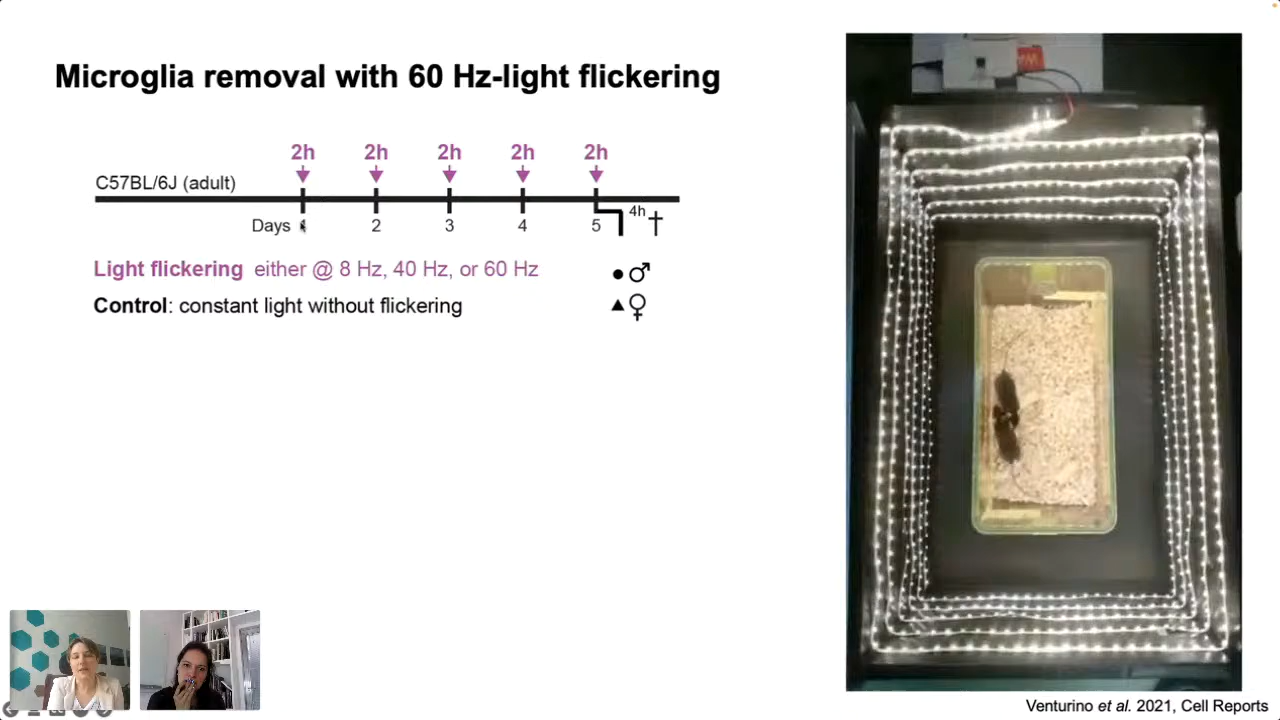 Microglia removal with 60 Hz-light flickering
2h 2h 2h 2h 2h
C57BL/6J (adult)
4h
Days 2 3 4 5
Light flickering either @ 8 Hz, 40 Hz, or 60 Hz
Control: constant light without flickering
Venturino et al. 2021, Cell Reports